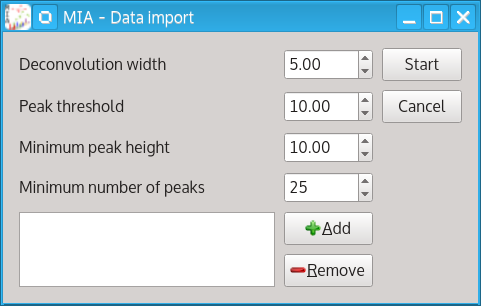 MIA - Data import
Deconvolution width 5.00 Start
Peak threshold 10.00 Cancel
Minimum peak height 10.00
Minimum number of peaks 25
Add
Remove